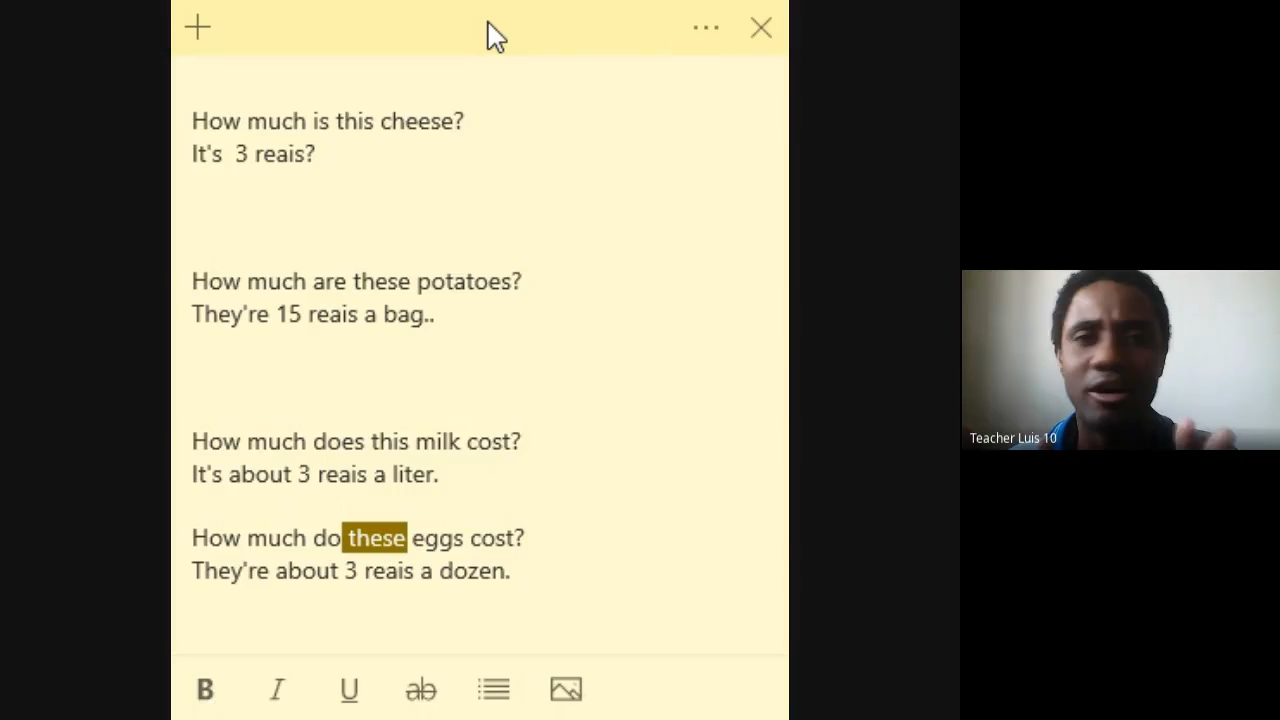 How much is this cheese?
It's  3 reais?
How much are these potatoes?
They're 15 reais a bag..
How much does this milk cost?
It's about 3 reais a liter.
How much do these eggs cost?
They're about 3 reais a dozen.
B I U ab
Teacher Luis 10